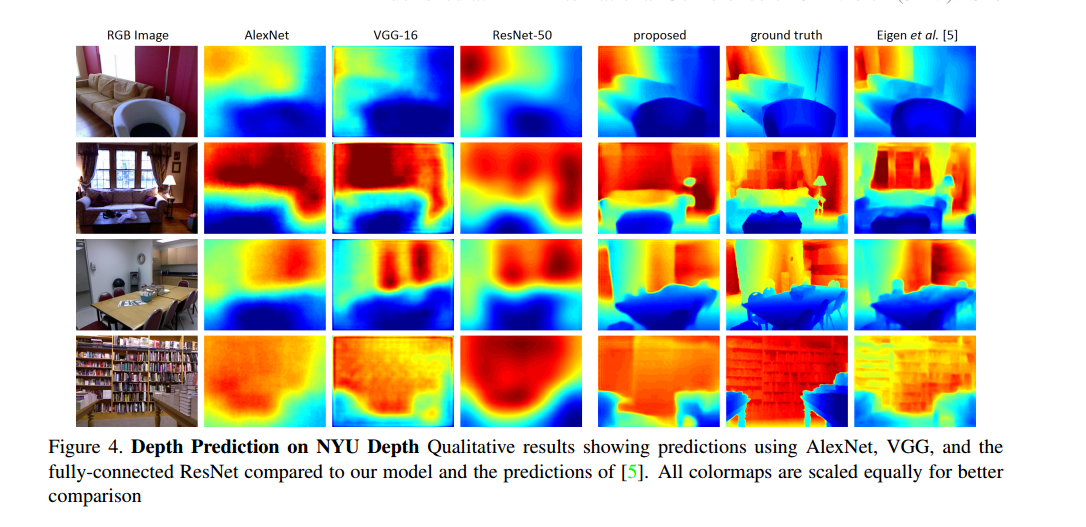 RGB Image AlexNet VGG-16 ResNet-50 proposed ground truth Eigen et al. [5]
Figure 4. Depth Prediction on NYU Depth Qualitative results showing predictions using AlexNet, VGG, and the
fully-connected ResNet compared to our model and the predictions of [5]. All colormaps are scaled equally for better
comparison